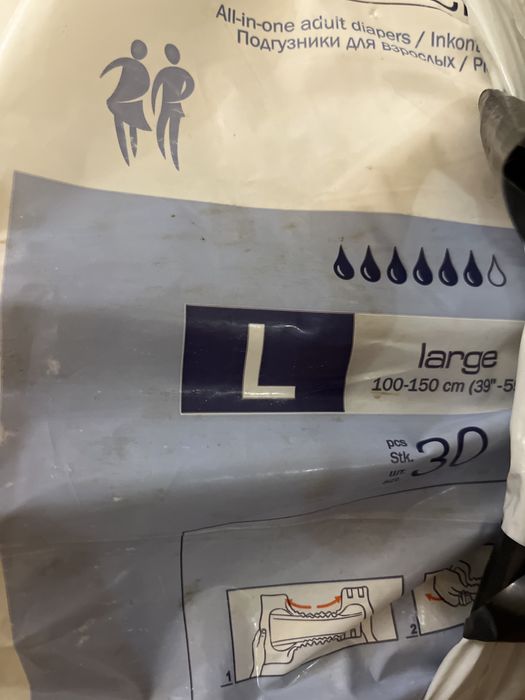 All-in-one adult diapers / Inkon
Подгузники для взрослых / P
L
large
100-150 cm (39"-5
pcs
Stk.
шт.
30
1
2